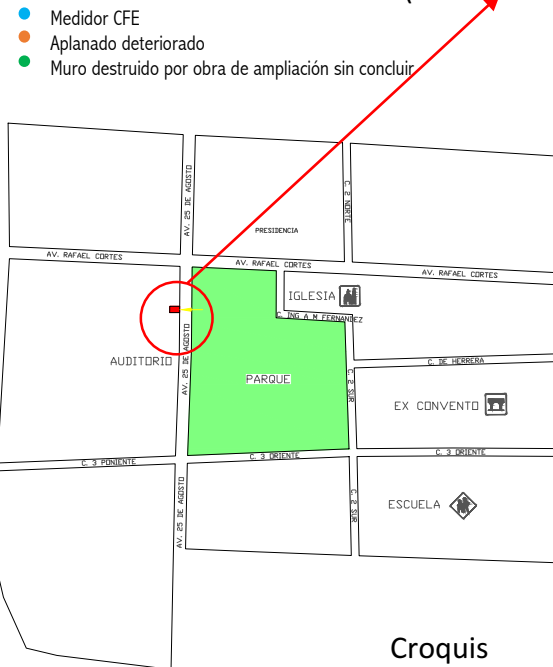 Medidor CFE
Aplanado deteriorado
Muro destruido por obra de ampliación sin concluir
AV. 25 DE AGOSTO
C. 2 NORTE
PRESIDENCIA
AV. RAFAEL CORTES
AV. RAFAEL CORTES
AV. RAFAEL CORTES
IGLESIA
C. ING. A M FERNANDEZ
AUDITORIO
AV. 25 DE AGOSTO
PARQUE
C. DE HERRERA
C. 2 SUR
EX CONVENTO
C. 3 PONIENTE
C. 3 ORIENTE
C. 3 ORIENTE
AV. 25 DE AGOSTO
C. 2 SUR
ESCUELA
Croquis